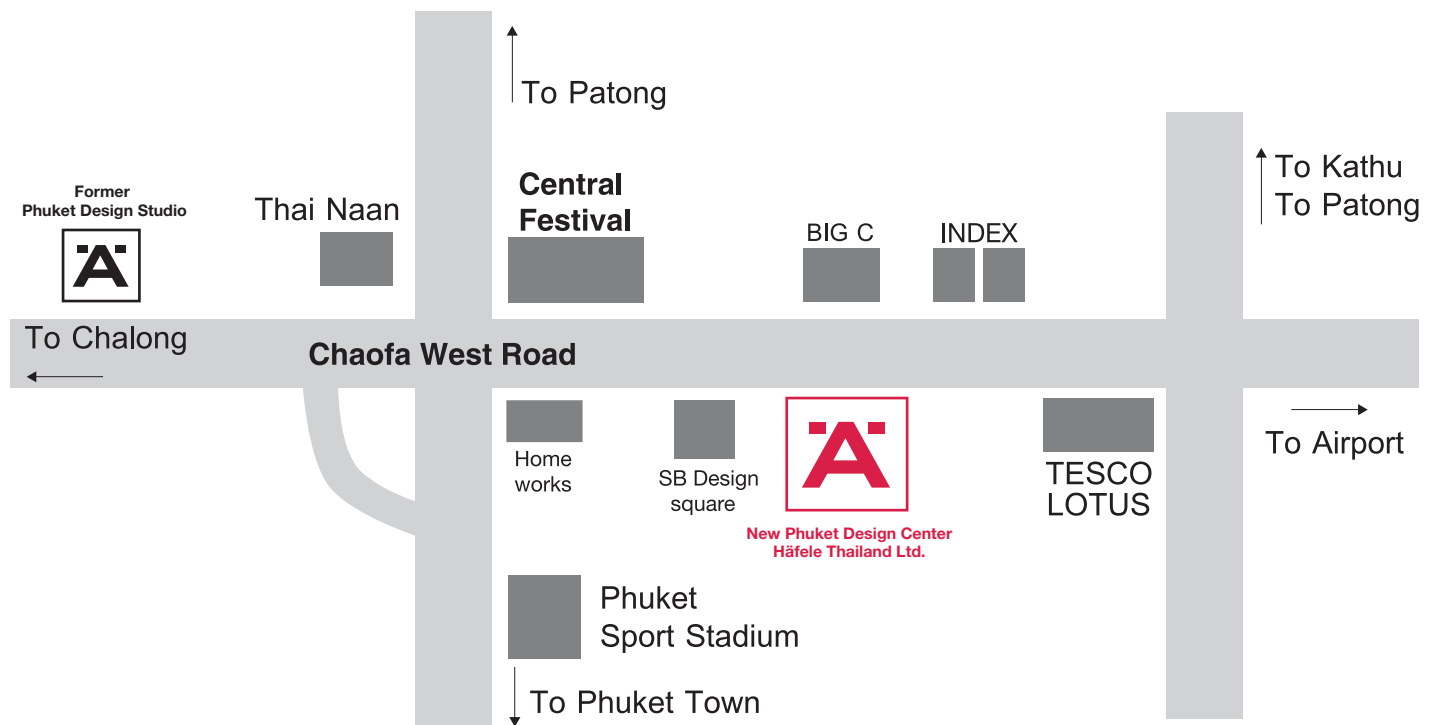 To Patong
To Kathu
To Patong
Former
Phuket Design Studio
Ä
Thai Naan
Central
Festival
BIG C
INDEX
To Chalong
Chaofa West Road
To Airport
Home
works
SB Design
square
Ä
New Phuket Design Center
Häfele Thailand Ltd.
TESCO
LOTUS
Phuket
Sport Stadium
To Phuket Town